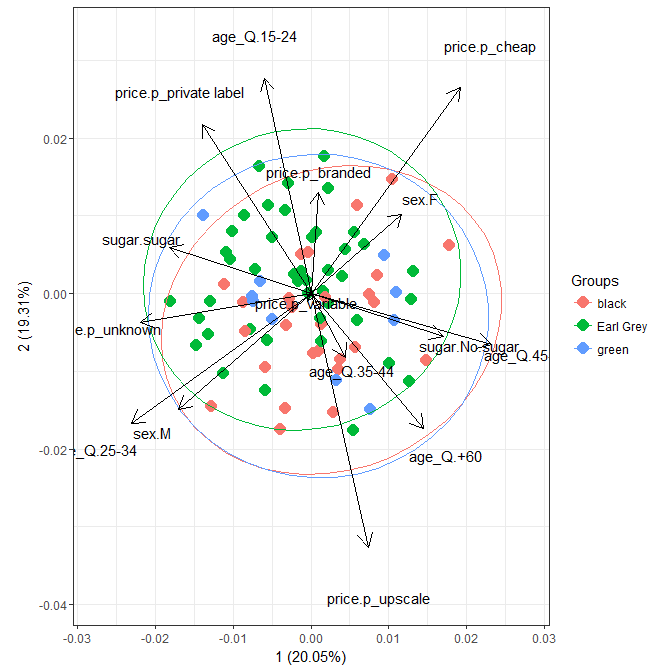 age_Q.15-24
price.p_cheap
price.p_private label
price.p_branded
sex.F
sugar.sugar
price.p_variable
e.p_unknown
sugar.No.sugar
age_Q.45
age_Q.35-44
sex.M
age_Q.25-34
age_Q.+60
price.p_upscale
0.02
0.00
-0.02
-0.04
2 (19.31%)
-0.03
-0.02
-0.01
0.00
0.01
0.02
0.03
1 (20.05%)
Groups
black
Earl Grey
green